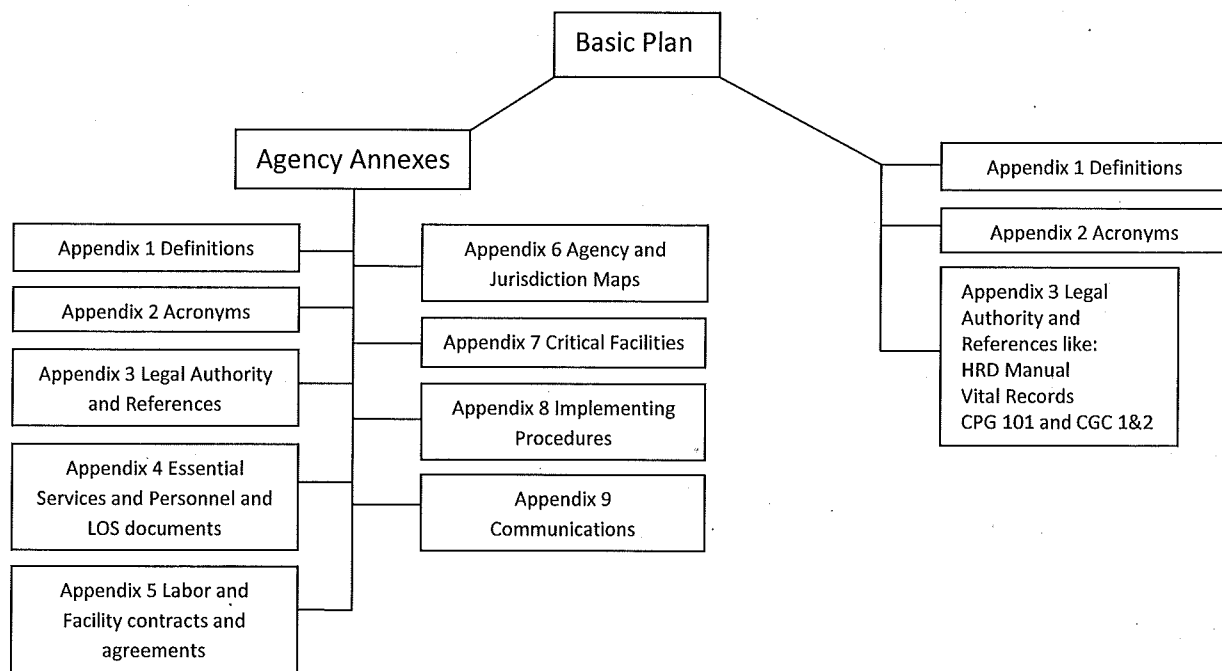 Basic Plan
Agency Annexes
Appendix 1 Definitions
Appendix 2 Acronyms
Appendix 3 Legal Authority
and References
Appendix 4 Essential
Services and Personnel and
LOS documents
Appendix 5 Labor and
Facility contracts and
agreements
Appendix 6 Agency and
Jurisdiction Maps
Appendix 7 Critical Facilities
Appendix 8 Implementing
Procedures
Appendix 9
Communications
Appendix 1 Definitions
Appendix 2 Acronyms
Appendix 3 Legal
Authority and
References like:
HRD Manual
Vital Records
CPG 101 and CGC 1&2